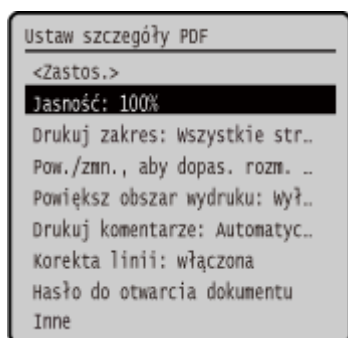 Ustaw szczegóły PDF
<Zastos.>
Jasność: 100%
Drukuj zakres: Wszystkie str..
Pow./zmn., aby dopas. rozm. ..
Powiększ obszar wydruku: Wył..
Drukuj komentarze: Automatyc..
Korekta linii: włączona
Hasło do otwarcia dokumentu
Inne